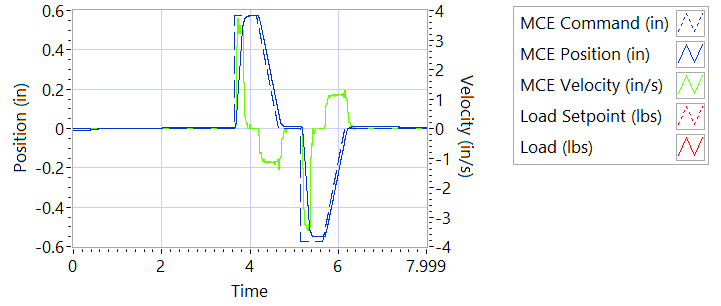 0.6
0.4
0.2
0
-0.2
-0.4
-0.6
Position (in)
4
3
2
1
0
-1
-2
-3
-4
Velocity (in/s)
0
2
4
6
7.999
Time
MCE Command (in)
MCE Position (in)
MCE Velocity (in/s)
Load Setpoint (lbs)
Load (lbs)